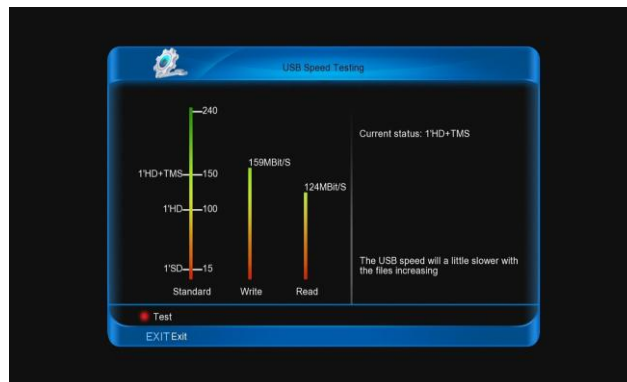 USB Speed Testing
240
Current status: 1'HD+TMS
159MBit/S
1'HD+TMS 150
124MBit/S
1'HD 100
The USB speed will a little slower with
the files increasing
1'SD 15
Standard Write Read
Test
EXIT Exit